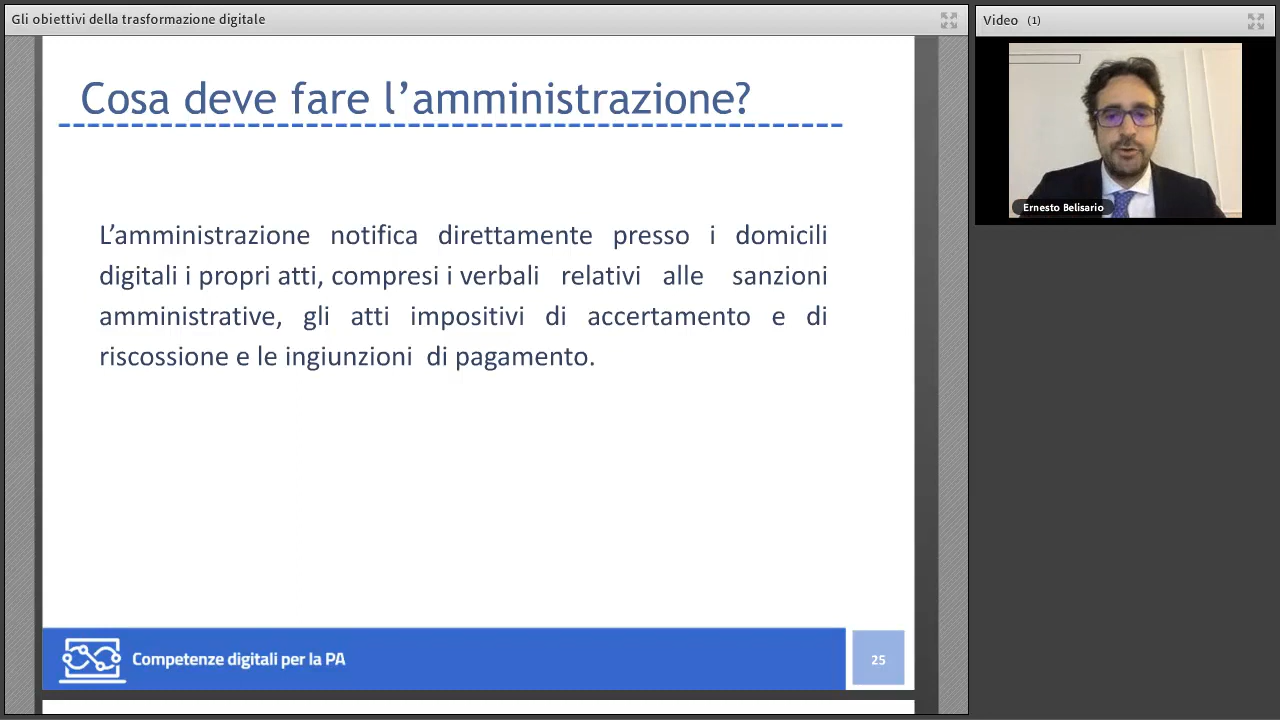 Gli obiettivi della trasformazione digitale
Cosa deve fare l’amministrazione?
L’amministrazione notifica direttamente presso i domicili
digitali i propri atti, compresi i verbali relativi alle sanzioni
amministrative, gli atti impositivi di accertamento e di
riscossione e le ingiunzioni di pagamento.
Competenze digitali per la PA
25
Video (1)
Ernesto Belisario